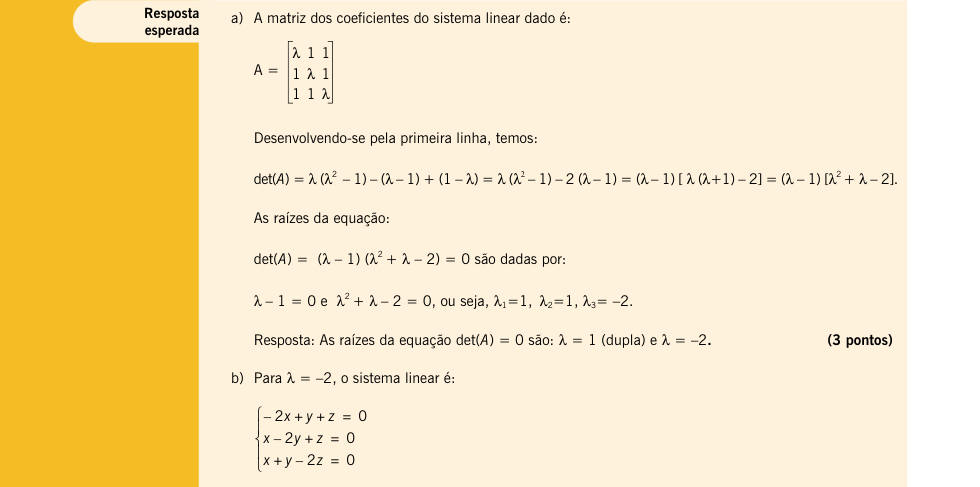 Resposta
esperada
a) A matriz dos coeficientes do sistema linear dado é:
A = [λ 1 1
1 λ 1
1 1 λ]
Desenvolvendo-se pela primeira linha, temos:
det(A) = λ (λ² – 1) – (λ – 1) + (1 – λ) = λ (λ² – 1) – 2 (λ – 1) = (λ – 1) [ λ (λ+1) – 2] = (λ – 1) [λ² + λ – 2].
As raízes da equação:
det(A) = (λ – 1) (λ² + λ – 2) = 0 são dadas por:
λ – 1 = 0 e λ² + λ – 2 = 0, ou seja, λ₁=1, λ₂=1, λ₃= –2.
Resposta: As raízes da equação det(A) = 0 são: λ = 1 (dupla) e λ = –2. (3 pontos)
b) Para λ = –2, o sistema linear é:
– 2x + y + z = 0
x – 2y + z = 0
x + y – 2z = 0